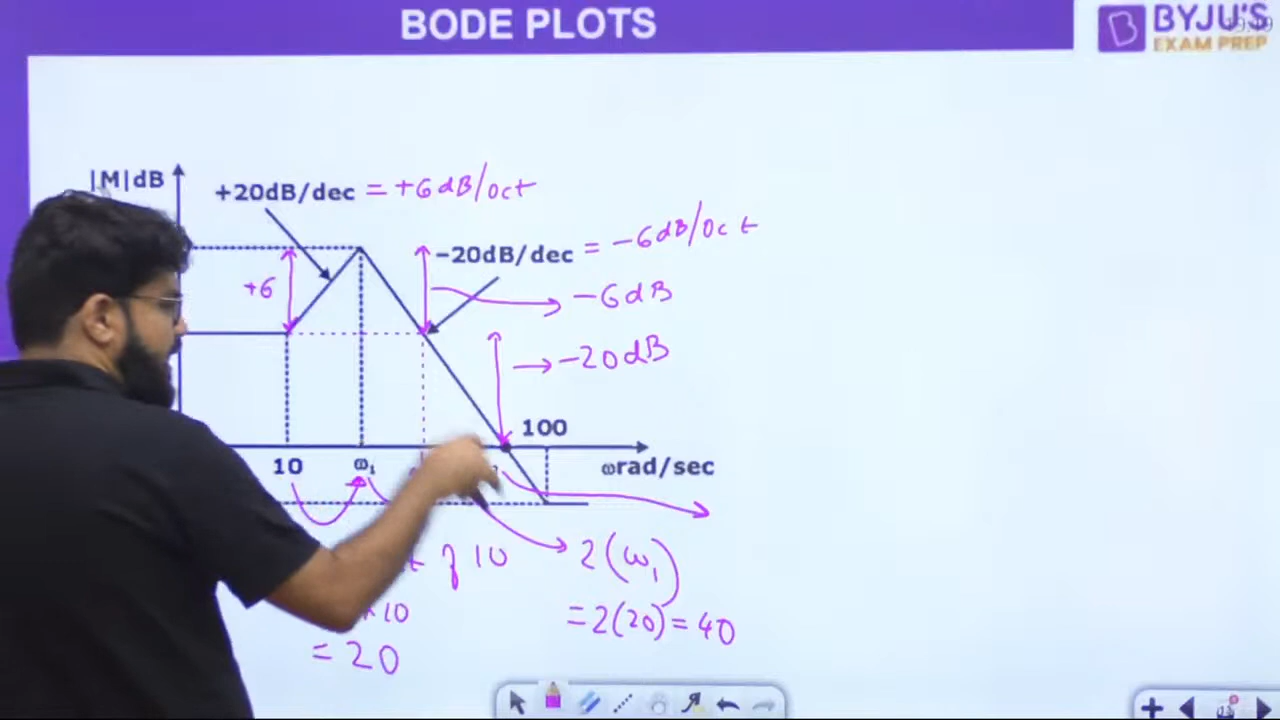 BODE PLOTS
BYJU'S
EXAM PREP
|M|dB
+20dB/dec = +6dB/oct
-20dB/dec = -6dB/oct
+6
-6dB
-20dB
100
10 ω₁ ωrad/sec
10 2(ω₁)
10 = 2(20) = 40
= 20